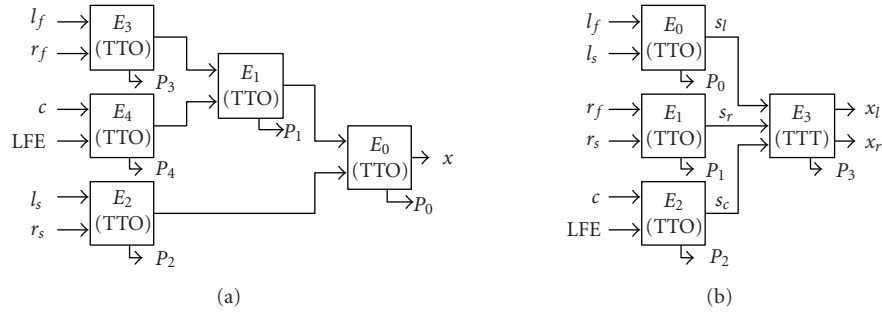 l_f
r_f
E_3
(TTO)
P_3
c
LFE
E_4
(TTO)
P_4
l_s
r_s
E_2
(TTO)
P_2
E_1
(TTO)
P_1
E_0
(TTO)
P_0
x
(a)
l_f
l_s
E_0
(TTO)
P_0
s_l
r_f
r_s
E_1
(TTO)
P_1
s_r
c
LFE
E_2
(TTO)
P_2
s_c
E_3
(TTT)
P_3
x_l
x_r
(b)